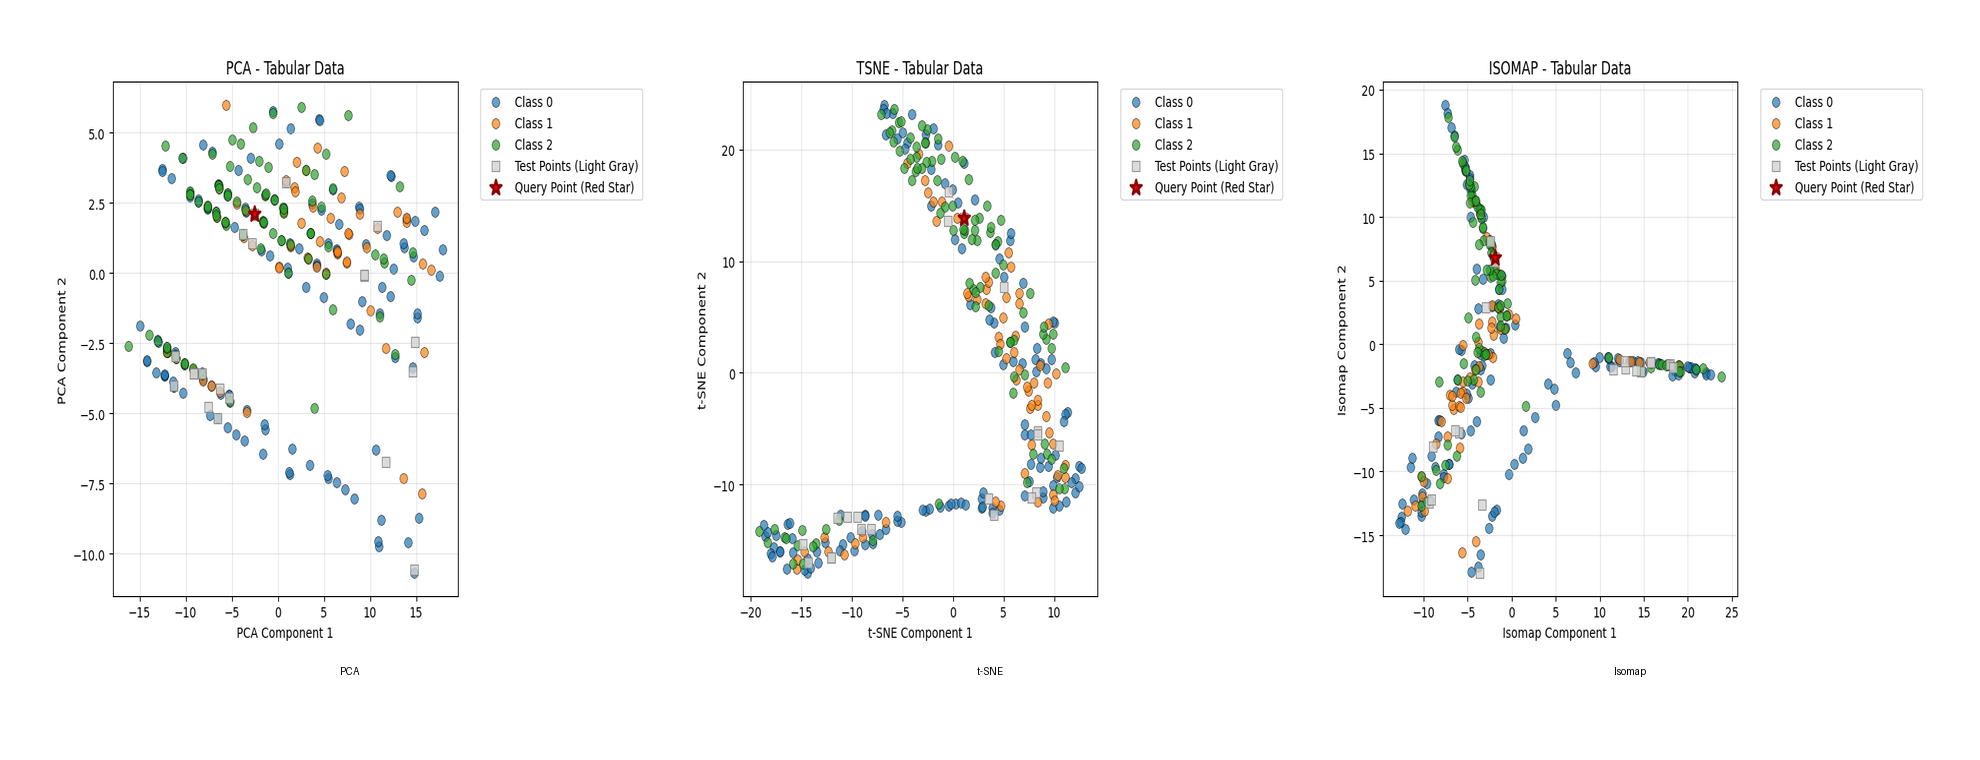 PCA - Tabular Data
PCA Component 2
5.0
2.5
0.0
−2.5
−5.0
−7.5
−10.0
−15
−10
−5
0
5
10
15
PCA Component 1
Class 0
Class 1
Class 2
Test Points (Light Gray)
Query Point (Red Star)
PCA
TSNE - Tabular Data
t-SNE Component 2
20
10
0
−10
−20
−15
−10
−5
0
5
10
t-SNE Component 1
Class 0
Class 1
Class 2
Test Points (Light Gray)
Query Point (Red Star)
t-SNE
ISOMAP - Tabular Data
Isomap Component 2
20
15
10
5
0
−5
−10
−15
−10
−5
0
5
10
15
20
25
Isomap Component 1
Class 0
Class 1
Class 2
Test Points (Light Gray)
Query Point (Red Star)
Isomap